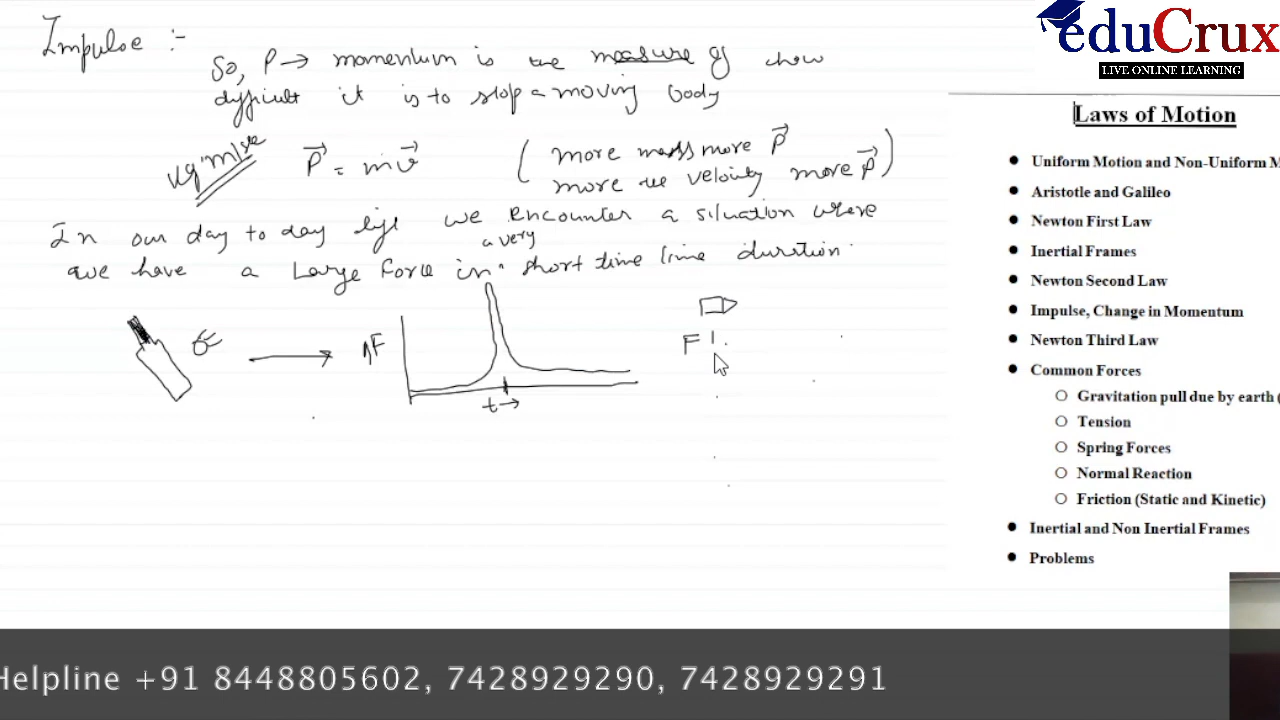 Impulse :-
So, P → momentum is the measure of how
difficult it is to stop a moving body
kg m/sec
P = mv
( more mass more P
more velocity more P )
In our day to day life we encounter a situation where
a very
we have a Large Force in short time time duration
↑F
t→
F
eduCrux
LIVE ONLINE LEARNING
Laws of Motion
• Uniform Motion and Non-Uniform M
• Aristotle and Galileo
• Newton First Law
• Inertial Frames
• Newton Second Law
• Impulse, Change in Momentum
• Newton Third Law
• Common Forces
○ Gravitation pull due by earth (
○ Tension
○ Spring Forces
○ Normal Reaction
○ Friction (Static and Kinetic)
• Inertial and Non Inertial Frames
• Problems
Helpline +91 8448805602, 7428929290, 7428929291